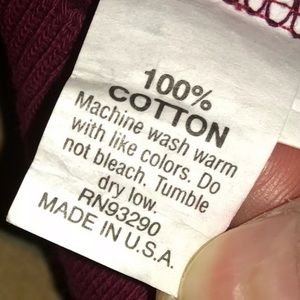 100%
COTTON
Machine wash warm
with like colors. Do
not bleach. Tumble
dry low.
RN93290
MADE IN U.S.A.